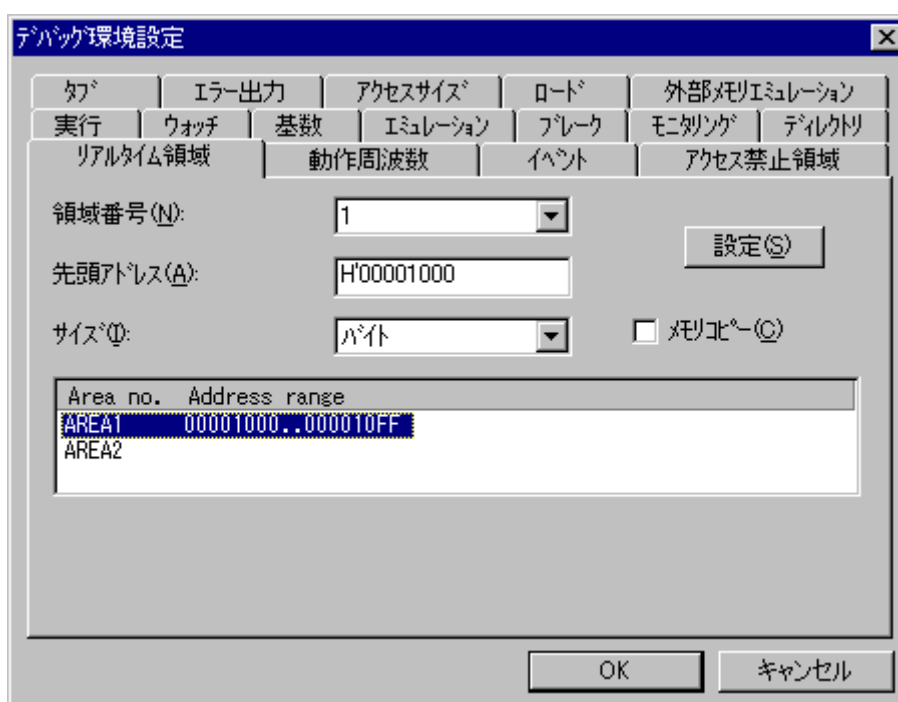 ﾃﾞﾊﾞｯｸﾞ環境設定
ﾀﾌﾞ エラー出力 ｱｸｾｽｻｲｽﾞ ﾛｰﾄﾞ 外部ﾒﾓﾘｴﾐｭﾚｰｼｮﾝ
実行 ｳｫｯﾁ 基数 ｴﾐｭﾚｰｼｮﾝ ﾌﾞﾚｰｸ ﾓﾆﾀﾘﾝｸﾞ ﾃﾞｨﾚｸﾄﾘ
ﾘｱﾙﾀｲﾑ領域 動作周波数 ｲﾍﾞﾝﾄ ｱｸｾｽ禁止領域
領域番号(N): 1
設定(S)
先頭ｱﾄﾞﾚｽ(A): H'00001000
ｻｲｽﾞ(I): ﾊﾞｲﾄ ﾒﾓﾘｺﾋﾟｰ(C)
Area no. Address range
AREA1 00001000..000010FF
AREA2
OK キャンセル